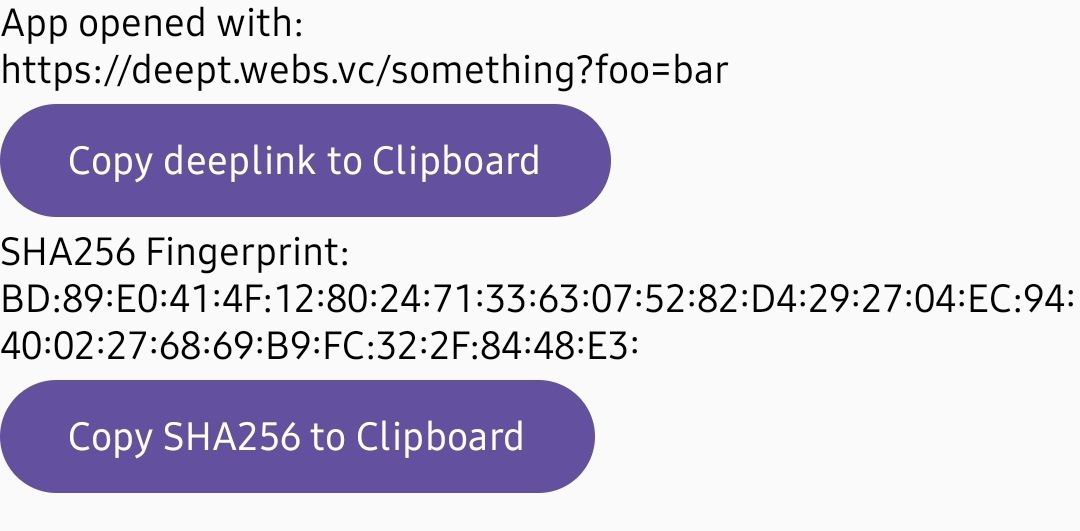 App opened with:
https://deept.webs.vc/something?foo=bar
Copy deeplink to Clipboard
SHA256 Fingerprint:
BD:89:E0:41:4F:12:80:24:71:33:63:07:52:82:D4:29:27:04:EC:94:
40:02:27:68:69:B9:FC:32:2F:84:48:E3:
Copy SHA256 to Clipboard